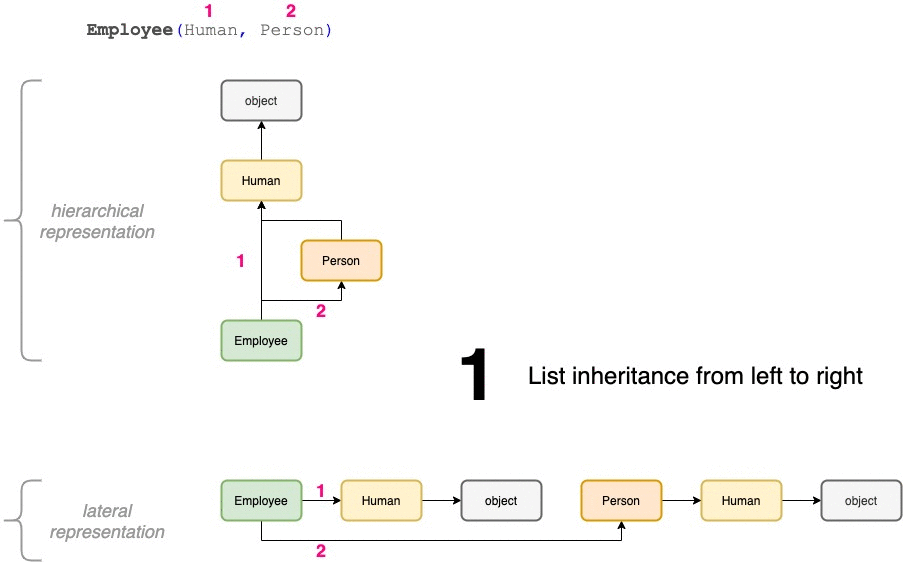 1 2
Employee(Human, Person)
object
Human
hierarchical
representation
1
Person
2
Employee
1 List inheritance from left to right
lateral
representation
Employee 1 Human object Person Human object
2